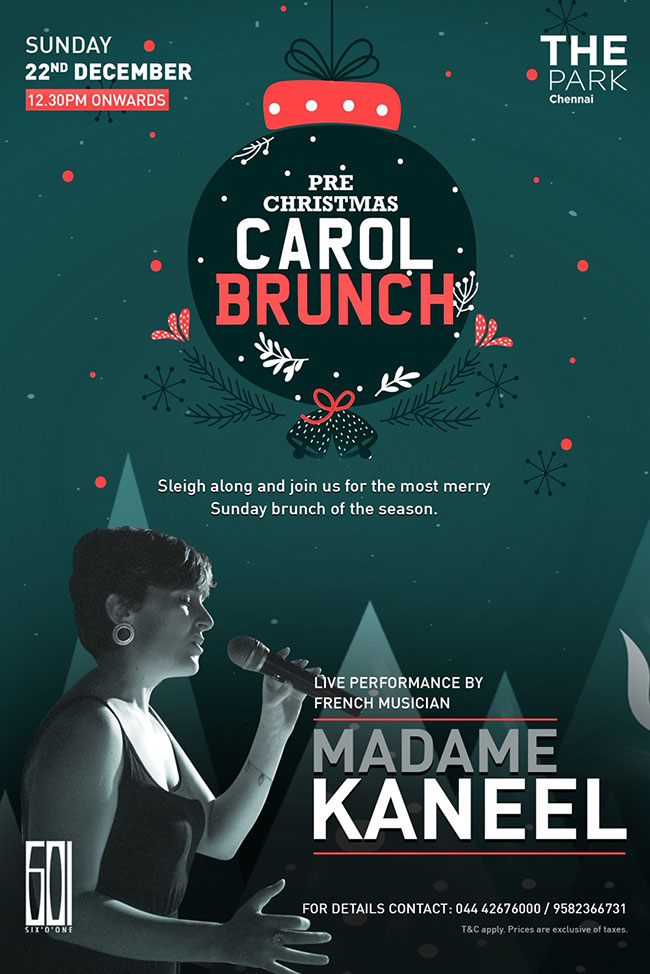 SUNDAY
22ND DECEMBER
12.30PM ONWARDS
THE
PARK
Chennai
PRE
CHRISTMAS
CAROL
BRUNCH
Sleigh along and join us for the most merry
Sunday brunch of the season.
LIVE PERFORMANCE BY
FRENCH MUSICIAN
MADAME
KANEEL
601
SIX'O'ONE
FOR DETAILS CONTACT: 044 42676000 / 9582366731
T&C apply. Prices are exclusive of taxes.